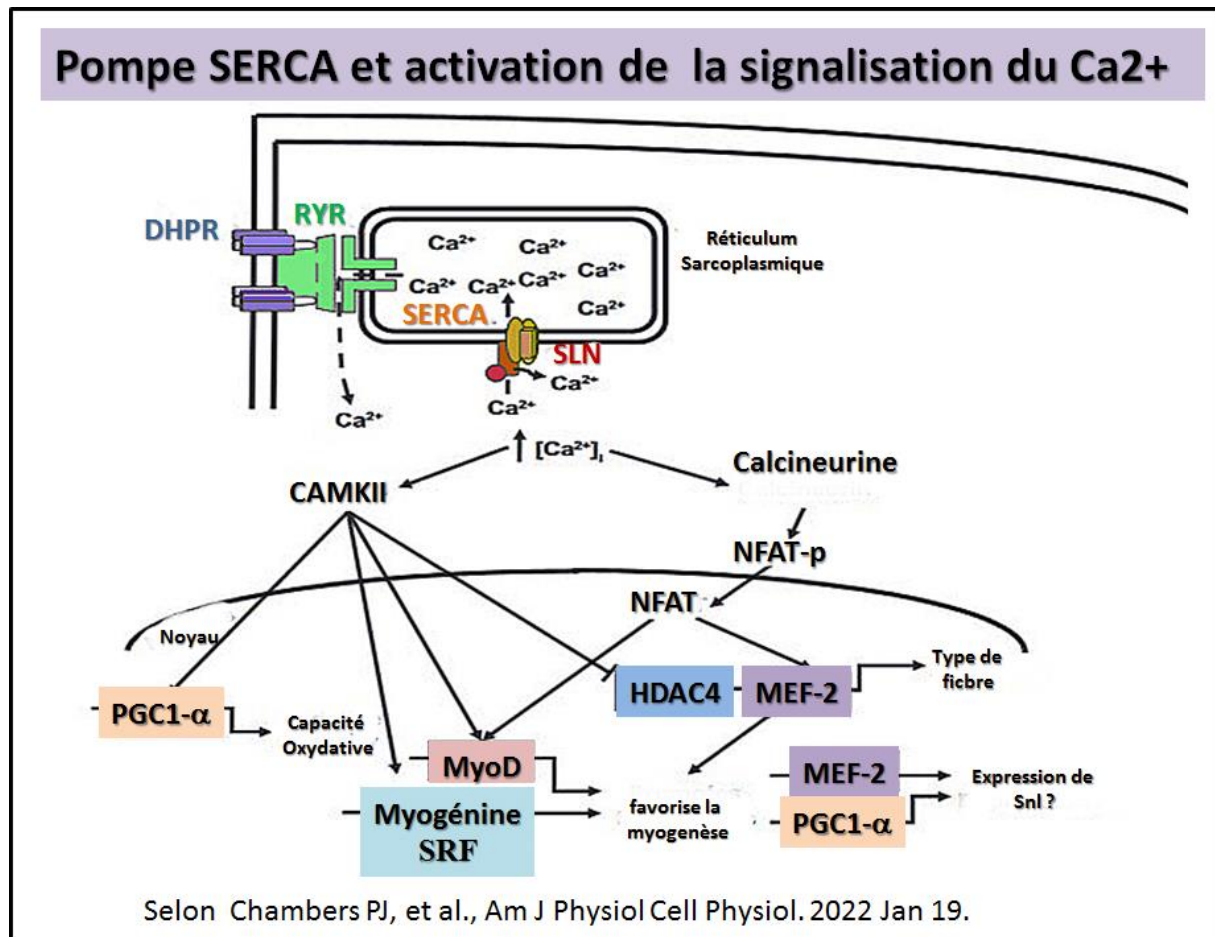 Pompe SERCA et activation de la signalisation du Ca2+
DHPR
RYR
Réticulum
Sarcoplasmique
Ca²⁺
Ca²⁺
Ca²⁺
Ca²⁺
Ca²⁺
Ca²⁺
Ca²⁺
SERCA
SLN
Ca²⁺
Ca²⁺
Ca²⁺
[Ca²⁺]ᵢ
CAMKII
Calcineurine
NFAT-p
NFAT
Noyau
HDAC4
MEF-2
Type de
ficbre
PGC1-α
Capacité
Oxydative
MyoD
Myogénine
SRF
favorise la
myogenèse
MEF-2
PGC1-α
Expression de
Snl ?
Selon Chambers PJ, et al., Am J Physiol Cell Physiol. 2022 Jan 19.